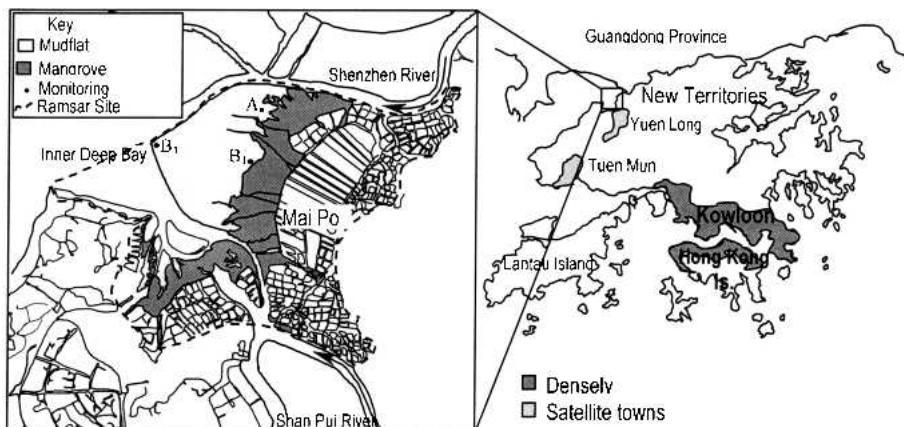 Key
Mudflat
Mangrove
Monitoring
Ramsar Site
Shenzhen River
A
B₁
Inner Deep Bay
B₁
Mai Po
Shan Pui River
Guangdong Province
New Territories
Yuen Long
Tuen Mun
Kowloon
Hong Kong
Is
Lantau Island
Densely
Satellite towns